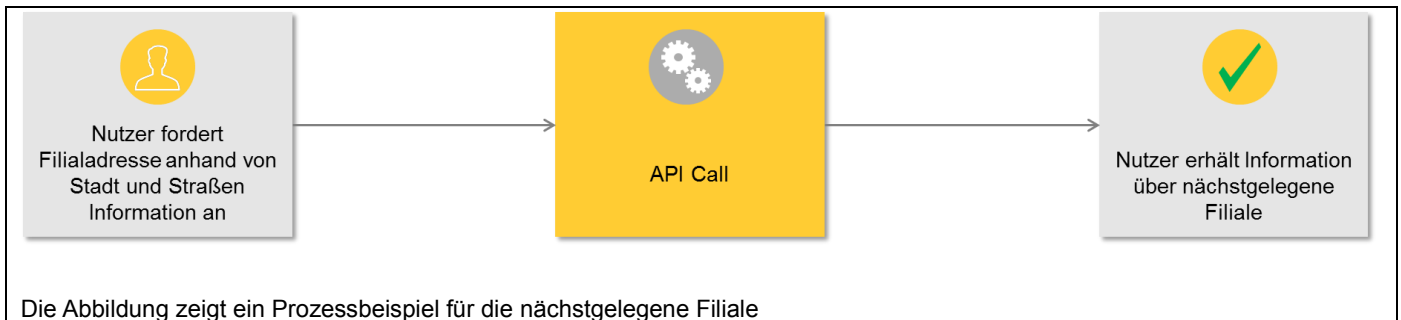 Nutzer fordert
Filialadresse anhand von
Stadt und Straßen
Information an
API Call
Nutzer erhält Information
über nächstgelegene
Filiale
Die Abbildung zeigt ein Prozessbeispiel für die nächstgelegene Filiale